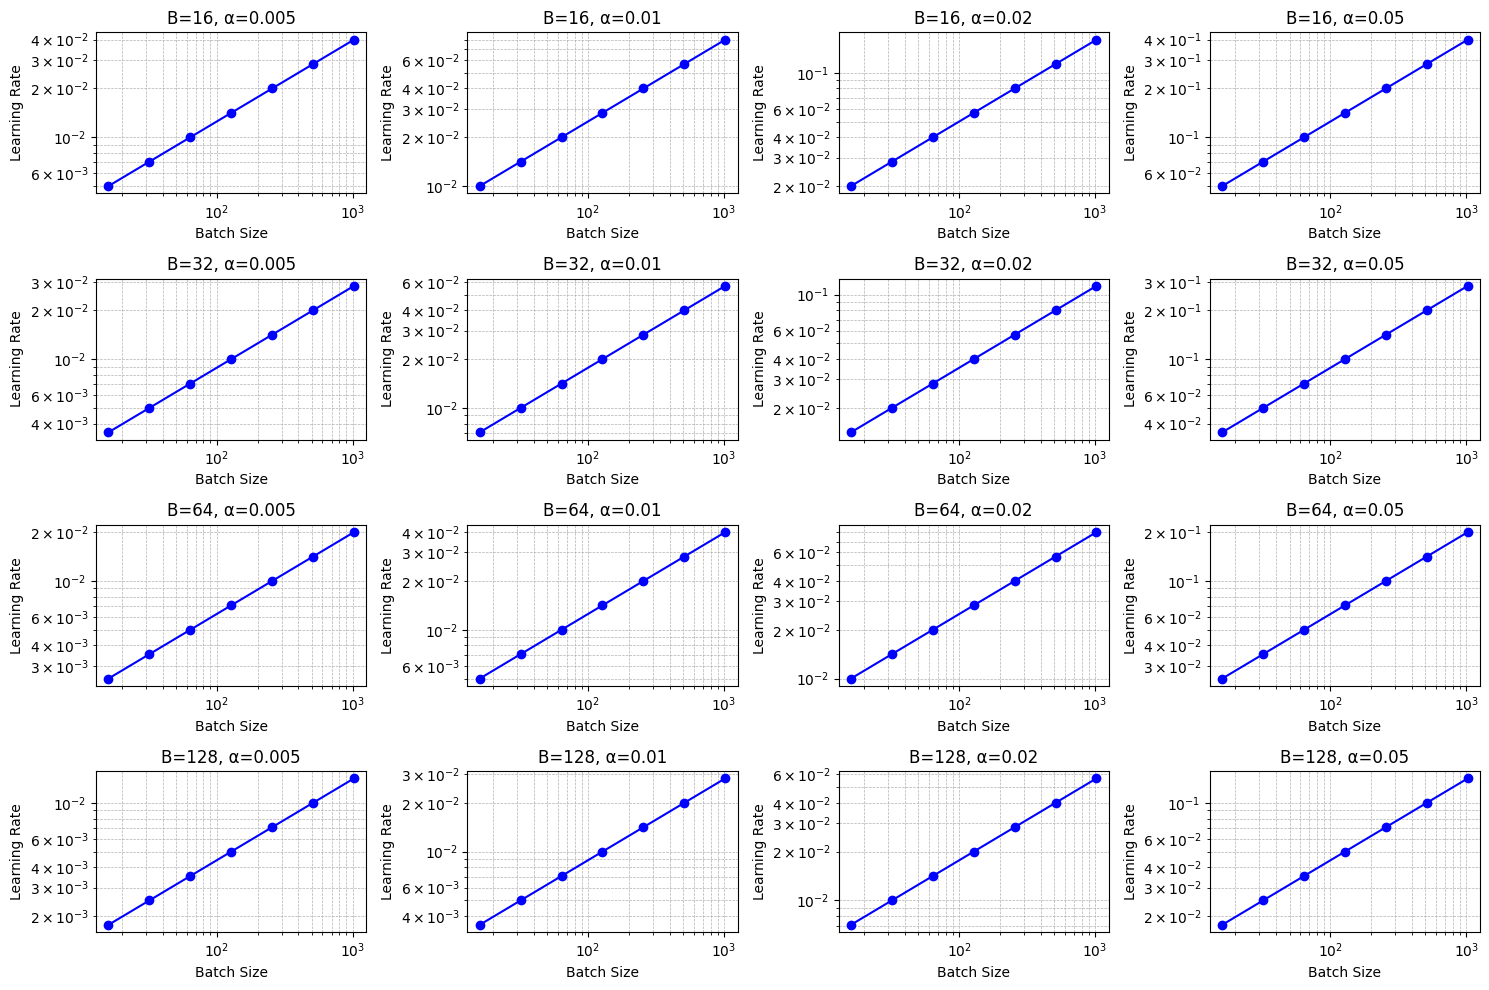 B=16, α=0.005
4 × 10⁻²
3 × 10⁻²
2 × 10⁻²
10⁻²
6 × 10⁻³
Learning Rate
10² 10³
Batch Size
B=16, α=0.01
6 × 10⁻²
4 × 10⁻²
3 × 10⁻²
2 × 10⁻²
10⁻²
Learning Rate
10² 10³
Batch Size
B=16, α=0.02
10⁻¹
6 × 10⁻²
4 × 10⁻²
3 × 10⁻²
2 × 10⁻²
Learning Rate
10² 10³
Batch Size
B=16, α=0.05
4 × 10⁻¹
3 × 10⁻¹
2 × 10⁻¹
10⁻¹
6 × 10⁻²
Learning Rate
10² 10³
Batch Size
B=32, α=0.005
3 × 10⁻²
2 × 10⁻²
10⁻²
6 × 10⁻³
4 × 10⁻³
Learning Rate
10² 10³
Batch Size
B=32, α=0.01
6 × 10⁻²
4 × 10⁻²
3 × 10⁻²
2 × 10⁻²
10⁻²
Learning Rate
10² 10³
Batch Size
B=32, α=0.02
10⁻¹
6 × 10⁻²
4 × 10⁻²
3 × 10⁻²
2 × 10⁻²
Learning Rate
10² 10³
Batch Size
B=32, α=0.05
3 × 10⁻¹
2 × 10⁻¹
10⁻¹
6 × 10⁻²
4 × 10⁻²
Learning Rate
10² 10³
Batch Size
B=64, α=0.005
2 × 10⁻²
10⁻²
6 × 10⁻³
4 × 10⁻³
3 × 10⁻³
Learning Rate
10² 10³
Batch Size
B=64, α=0.01
4 × 10⁻²
3 × 10⁻²
2 × 10⁻²
10⁻²
6 × 10⁻³
Learning Rate
10² 10³
Batch Size
B=64, α=0.02
6 × 10⁻²
4 × 10⁻²
3 × 10⁻²
2 × 10⁻²
10⁻²
Learning Rate
10² 10³
Batch Size
B=64, α=0.05
2 × 10⁻¹
10⁻¹
6 × 10⁻²
4 × 10⁻²
3 × 10⁻²
Learning Rate
10² 10³
Batch Size
B=128, α=0.005
10⁻²
6 × 10⁻³
4 × 10⁻³
3 × 10⁻³
2 × 10⁻³
Learning Rate
10² 10³
Batch Size
B=128, α=0.01
3 × 10⁻²
2 × 10⁻²
10⁻²
6 × 10⁻³
4 × 10⁻³
Learning Rate
10² 10³
Batch Size
B=128, α=0.02
6 × 10⁻²
4 × 10⁻²
3 × 10⁻²
2 × 10⁻²
10⁻²
Learning Rate
10² 10³
Batch Size
B=128, α=0.05
10⁻¹
6 × 10⁻²
4 × 10⁻²
3 × 10⁻²
2 × 10⁻²
Learning Rate
10² 10³
Batch Size